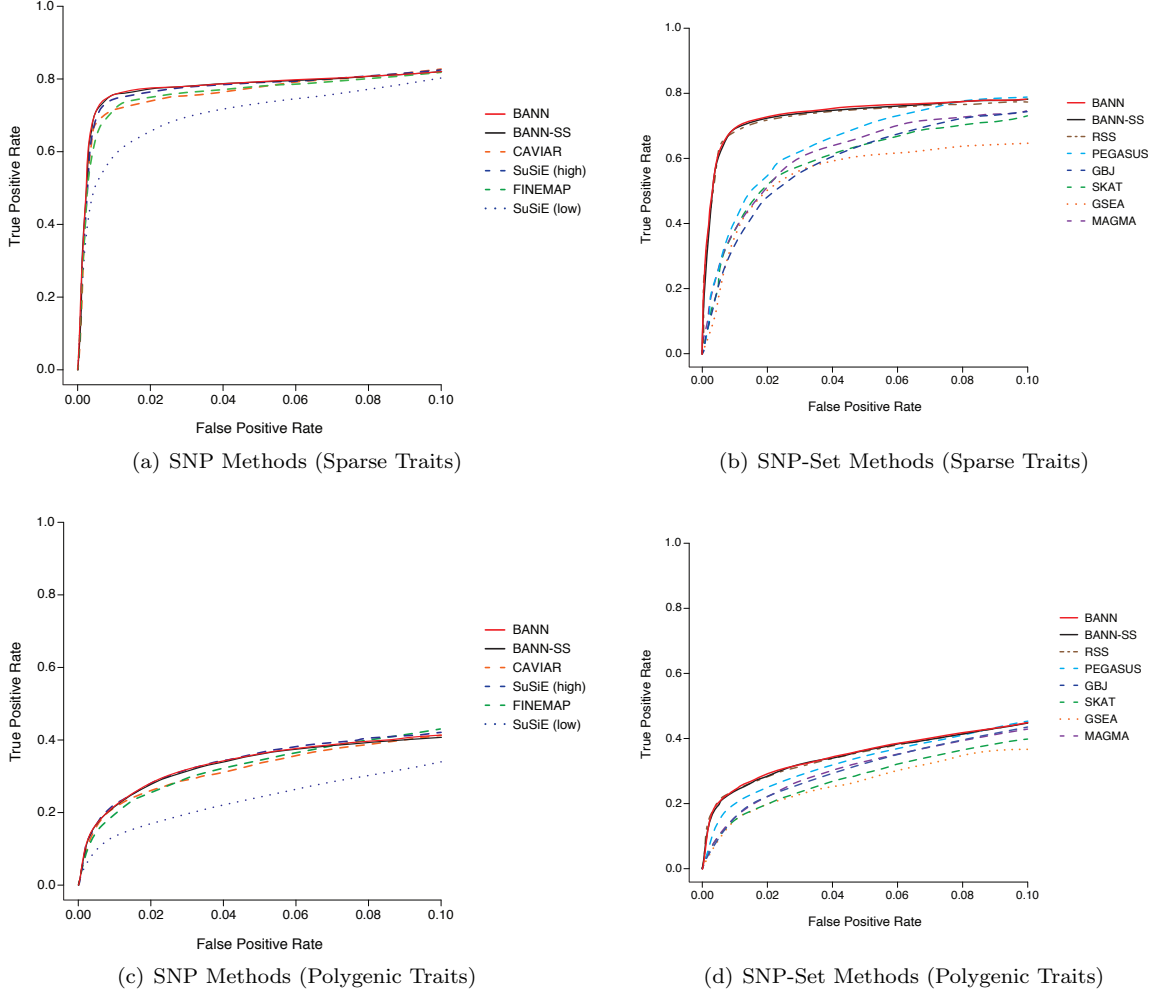 1.0
0.8
0.6
0.4
0.2
0.0
True Positive Rate
0.00 0.02 0.04 0.06 0.08 0.10
False Positive Rate
BANN
BANN-SS
CAVIAR
SuSiE (high)
FINEMAP
SuSiE (low)
(a) SNP Methods (Sparse Traits)
1.0
0.8
0.6
0.4
0.2
0.0
True Positive Rate
0.00 0.02 0.04 0.06 0.08 0.10
False Positive Rate
BANN
BANN-SS
RSS
PEGASUS
GBJ
SKAT
GSEA
MAGMA
(b) SNP-Set Methods (Sparse Traits)
1.0
0.8
0.6
0.4
0.2
0.0
True Positive Rate
0.00 0.02 0.04 0.06 0.08 0.10
False Positive Rate
BANN
BANN-SS
CAVIAR
SuSiE (high)
FINEMAP
SuSiE (low)
(c) SNP Methods (Polygenic Traits)
1.0
0.8
0.6
0.4
0.2
0.0
True Positive Rate
0.00 0.02 0.04 0.06 0.08 0.10
False Positive Rate
BANN
BANN-SS
RSS
PEGASUS
GBJ
SKAT
GSEA
MAGMA
(d) SNP-Set Methods (Polygenic Traits)